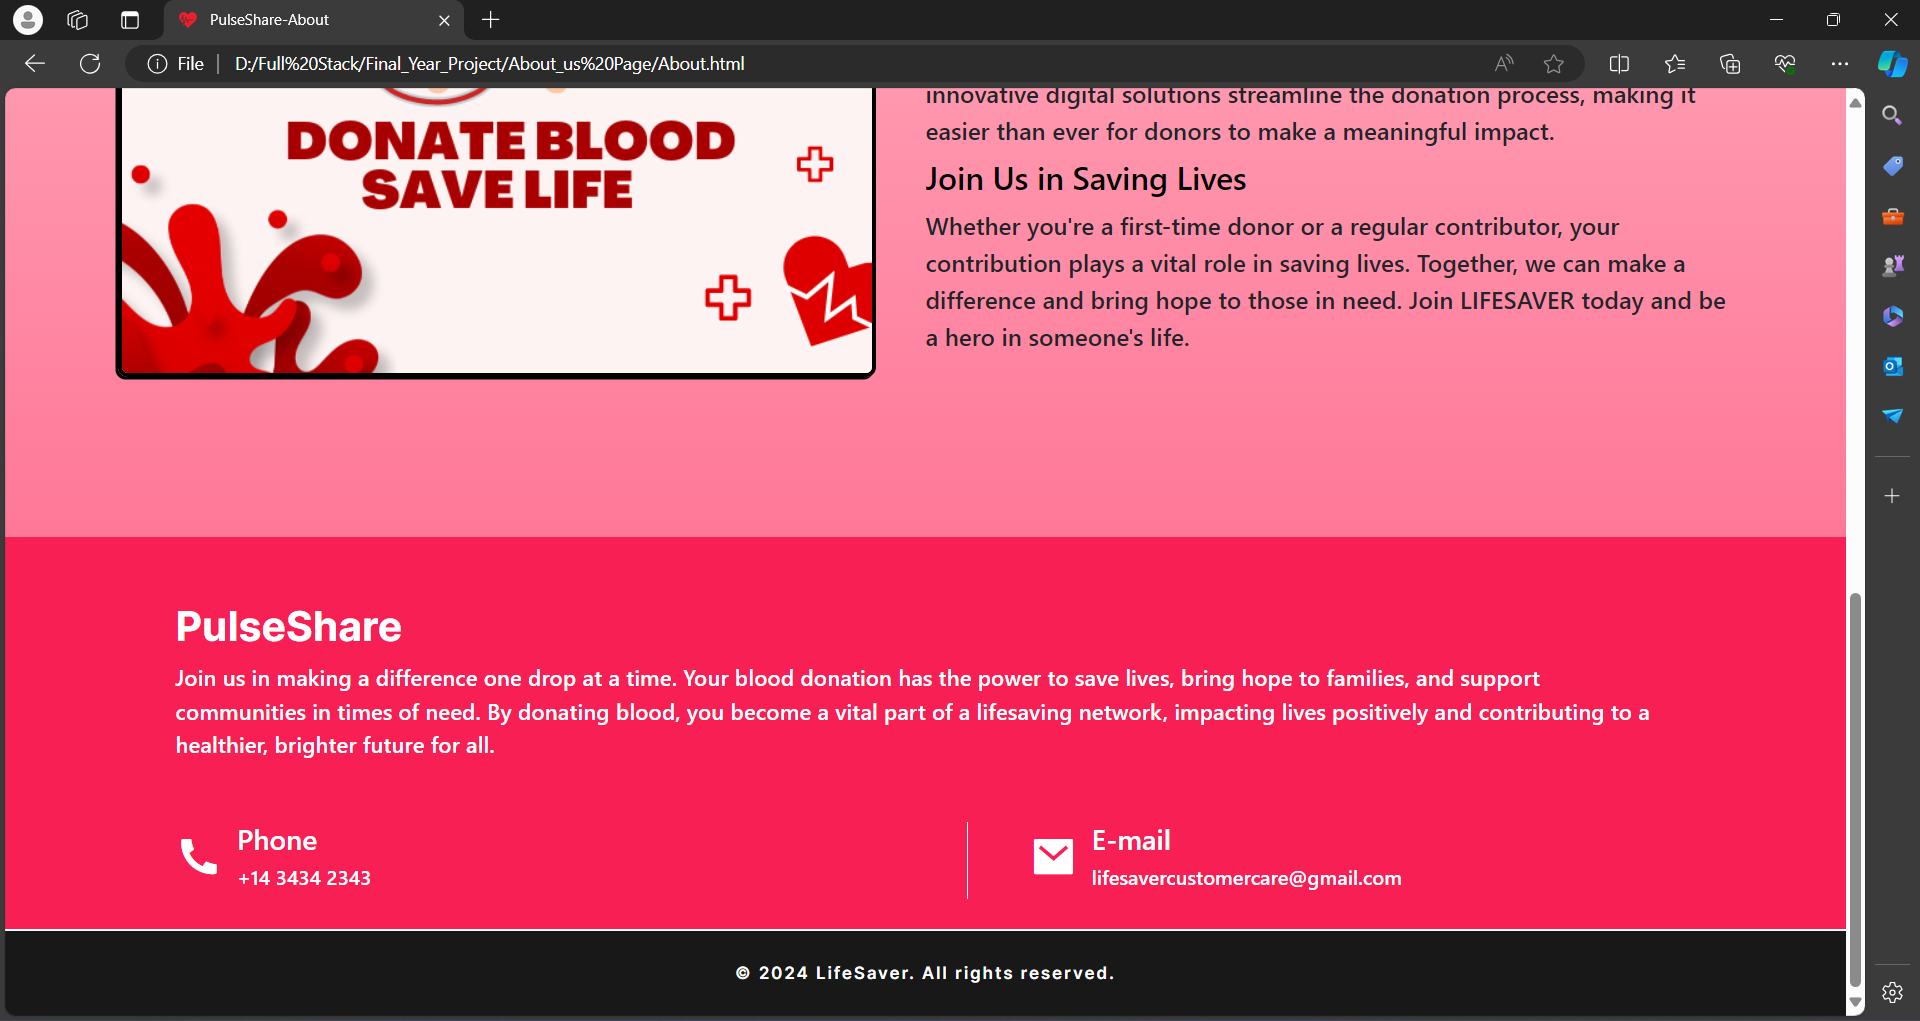 PulseShare-About
File
D:/Full%20Stack/Final_Year_Project/About_us%20Page/About.html
DONATE BLOOD
SAVE LIFE
innovative digital solutions streamline the donation process, making it
easier than ever for donors to make a meaningful impact.
Join Us in Saving Lives
Whether you're a first-time donor or a regular contributor, your
contribution plays a vital role in saving lives. Together, we can make a
difference and bring hope to those in need. Join LIFESAVER today and be
a hero in someone's life.
PulseShare
Join us in making a difference one drop at a time. Your blood donation has the power to save lives, bring hope to families, and support
communities in times of need. By donating blood, you become a vital part of a lifesaving network, impacting lives positively and contributing to a
healthier, brighter future for all.
Phone
+14 3434 2343
E-mail
lifesavercustomercare@gmail.com
© 2024 LifeSaver. All rights reserved.